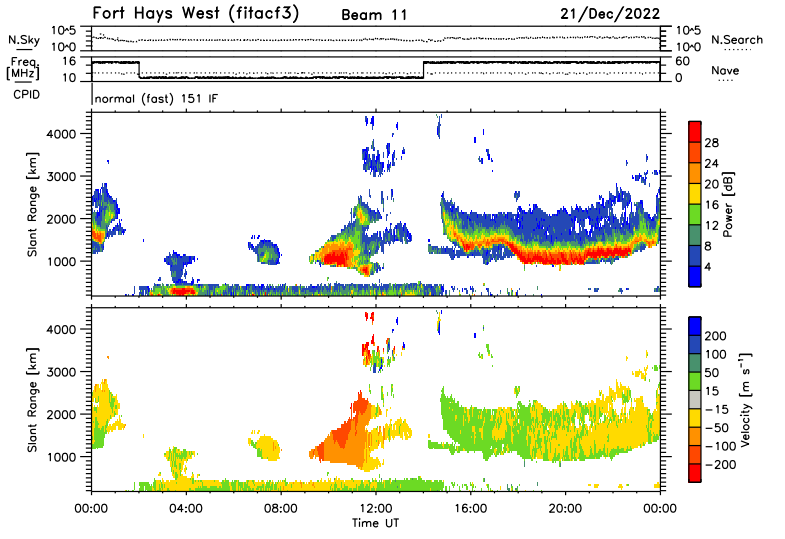 Fort Hays West (fitacf3) Beam 11 21/Dec/2022
N.Sky 10^5 10^0 10^5 10^0 N.Search
Freq. [MHz] 16 10 60 0 Nave
CPID normal (fast) 151 IF
Slant Range [km] 4000 3000 2000 1000
Power [dB] 28 24 20 16 12 8 4
Slant Range [km] 4000 3000 2000 1000
Velocity [m s⁻¹] 200 100 50 15 −15 −50 −100 −200
00:00 04:00 08:00 12:00 16:00 20:00 00:00
Time UT